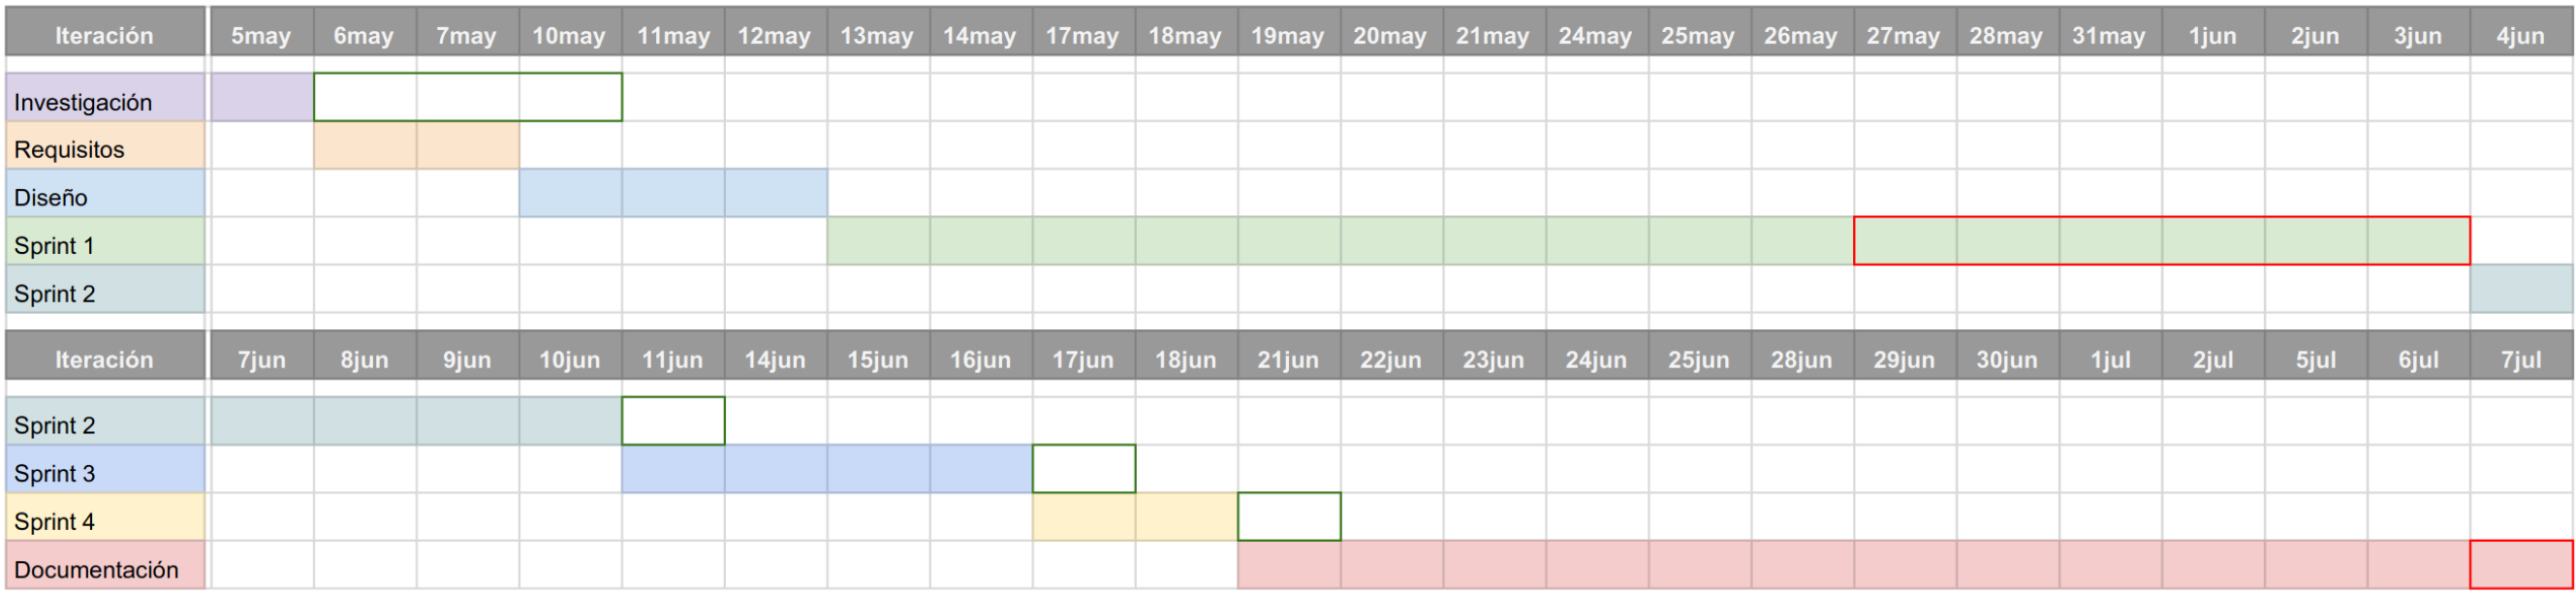 Iteración 5may 6may 7may 10may 11may 12may 13may 14may 17may 18may 19may 20may 21may 24may 25may 26may 27may 28may 31may 1jun 2jun 3jun 4jun
Investigación
Requisitos
Diseño
Sprint 1
Sprint 2
Iteración 7jun 8jun 9jun 10jun 11jun 14jun 15jun 16jun 17jun 18jun 21jun 22jun 23jun 24jun 25jun 28jun 29jun 30jun 1jul 2jul 5jul 6jul 7jul
Sprint 2
Sprint 3
Sprint 4
Documentación